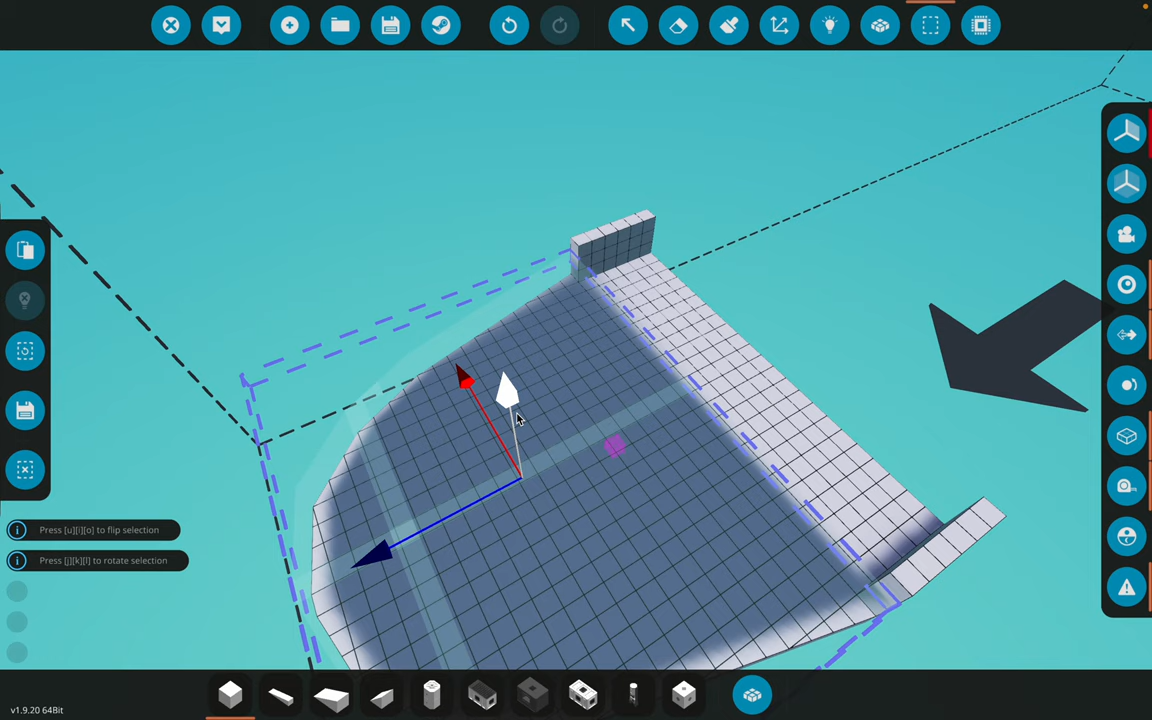 Press [u][i][o] to flip selection
Press [j][k][l] to rotate selection
v1.9.20 64Bit